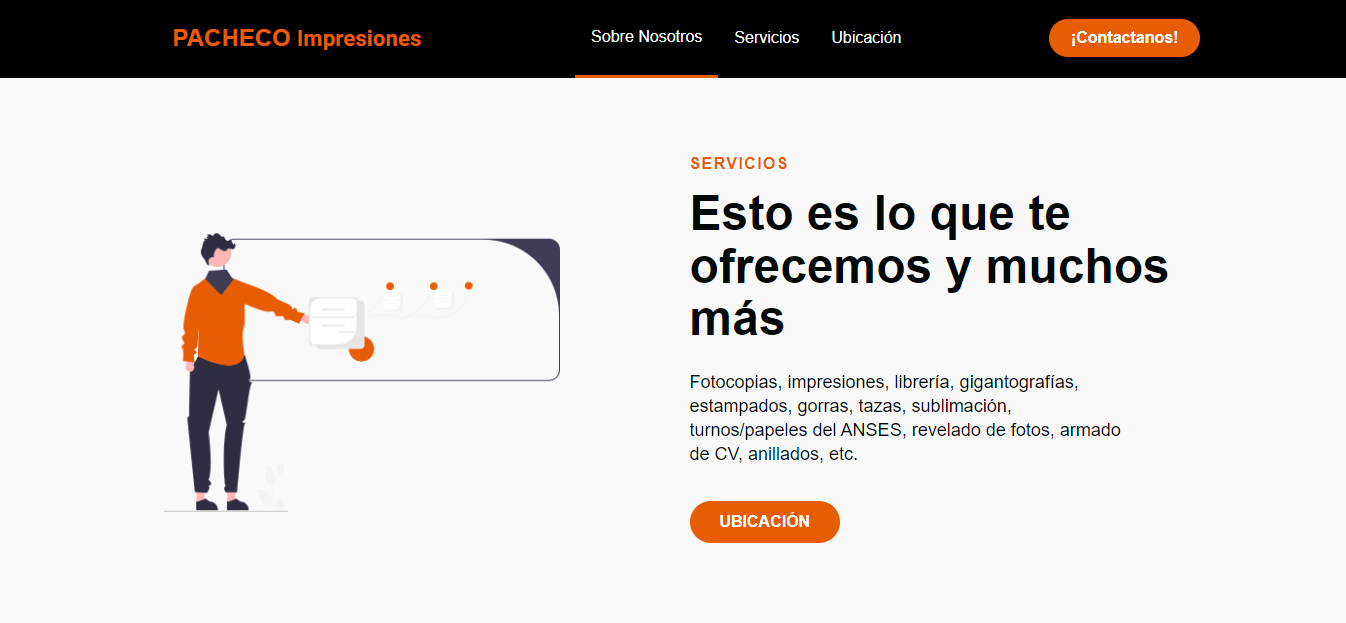 PACHECO Impresiones
Sobre Nosotros
Servicios
Ubicación
¡Contactanos!
SERVICIOS
Esto es lo que te
ofrecemos y muchos
más
Fotocopias, impresiones, librería, gigantografías,
estampados, gorras, tazas, sublimación,
turnos/papeles del ANSES, revelado de fotos, armado
de CV, anillados, etc.
UBICACIÓN